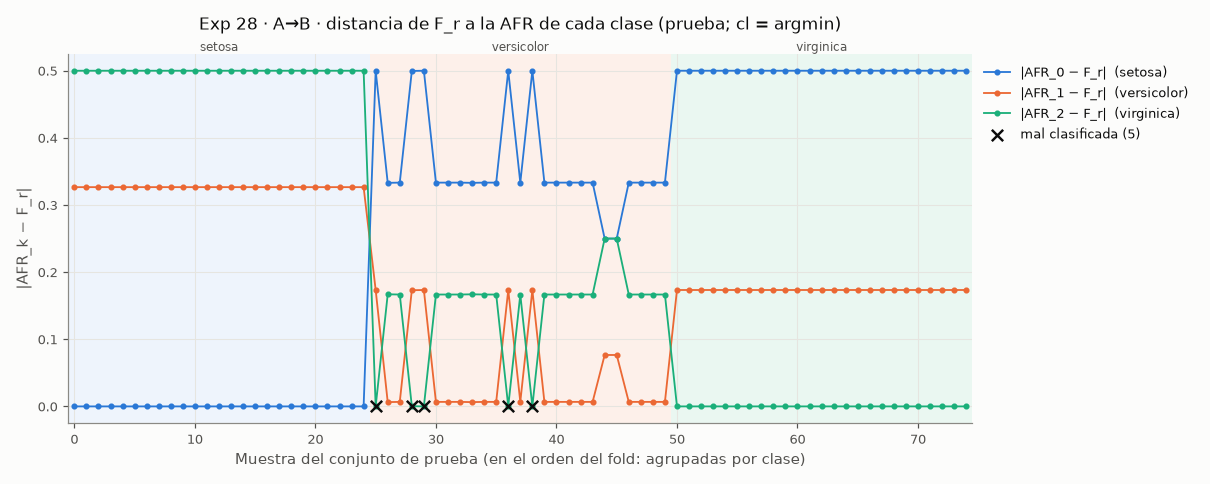 Exp 28 · A→B · distancia de F_r a la AFR de cada clase (prueba; cl = argmin)
setosa
versicolor
virginica
|AFR_0 − F_r| (setosa)
|AFR_1 − F_r| (versicolor)
|AFR_2 − F_r| (virginica)
mal clasificada (5)
|AFR_k − F_r|
0.5
0.4
0.3
0.2
0.1
0.0
0 10 20 30 40 50 60 70
Muestra del conjunto de prueba (en el orden del fold: agrupadas por clase)